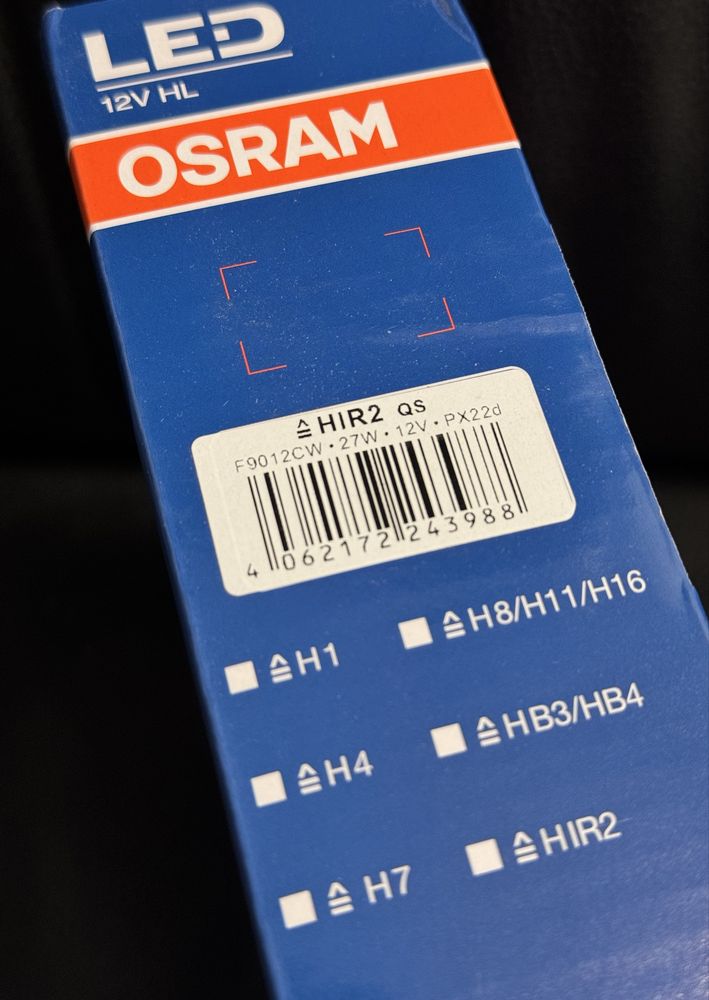 LED
12V HL
OSRAM
≙HIR2 QS
F9012CW • 27W • 12V • PX22d
4 062172 243988
≙H1
≙H8/H11/H16
≙H4
≙HB3/HB4
≙H7
≙HIR2